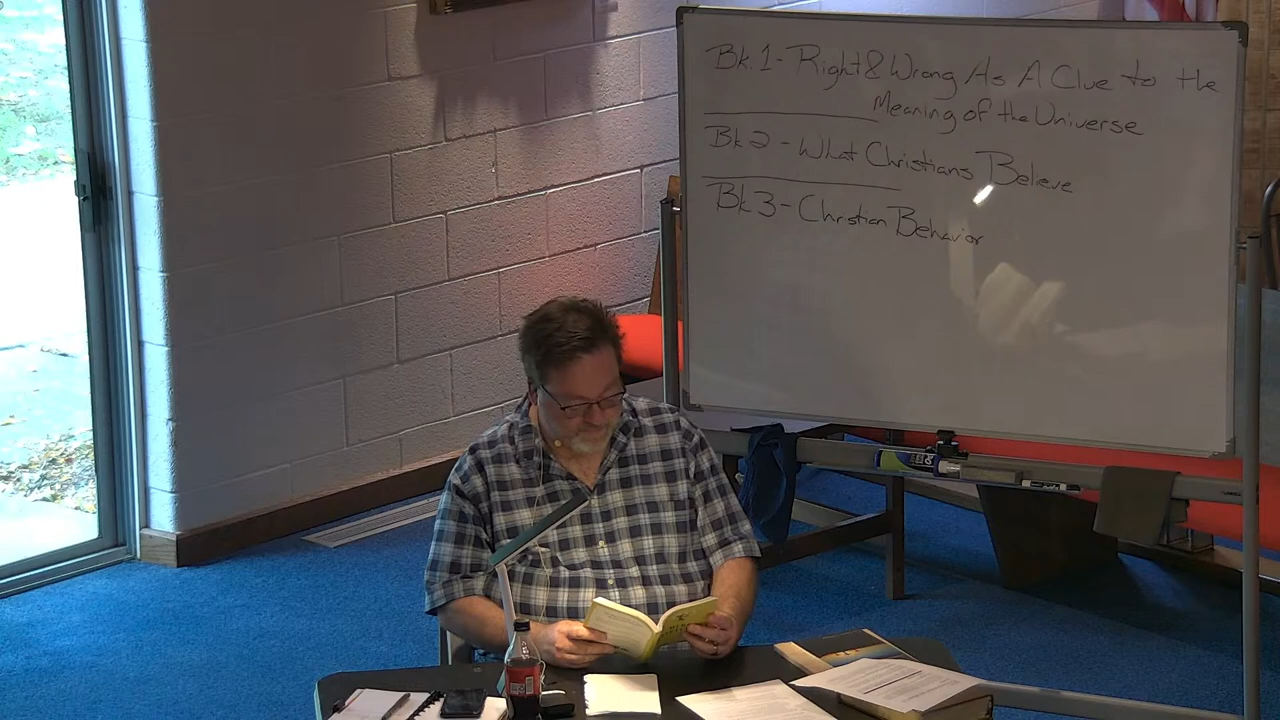 Bk.1- Right & Wrong As A Clue to the
Meaning of the Universe
Bk 2 - What Christians Believe
Bk 3 - Christian Behavior